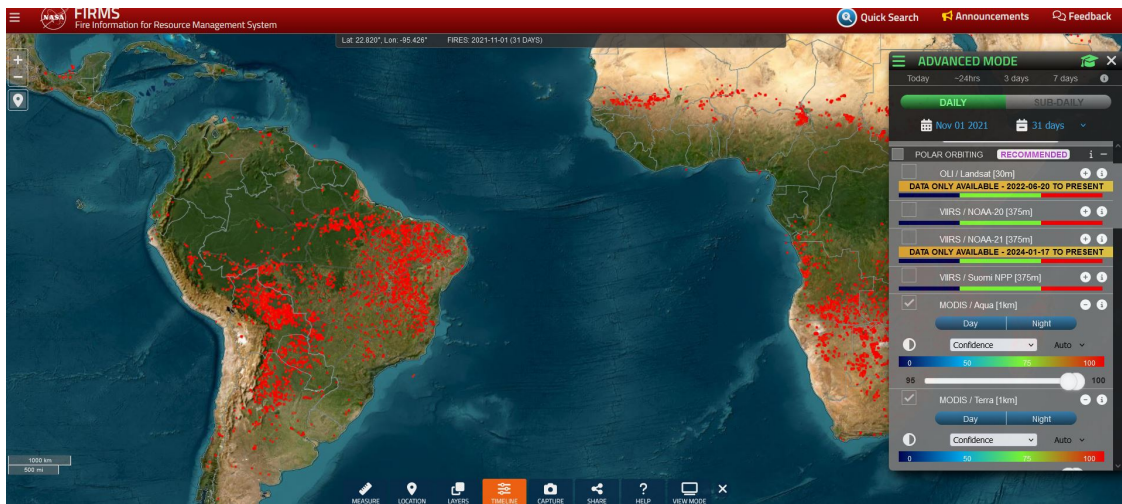 NASA
FIRMS
Fire Information for Resource Management System
Quick Search
Announcements
Feedback
Lat: 22.820°, Lon: -95.426° FIRES: 2021-11-01 (31 DAYS)
ADVANCED MODE
Today ~24hrs 3 days 7 days
DAILY SUB-DAILY
Nov 01 2021 31 days
POLAR ORBITING RECOMMENDED
OLI / Landsat [30m]
DATA ONLY AVAILABLE - 2022-06-20 TO PRESENT
VIIRS / NOAA-20 [375m]
VIIRS / NOAA-21 [375m]
DATA ONLY AVAILABLE - 2024-01-17 TO PRESENT
VIIRS / Suomi NPP [375m]
MODIS / Aqua [1km]
Day Night
Confidence Auto
0 50 75 100
95 100
MODIS / Terra [1km]
Day Night
Confidence Auto
0 50 75 100
1000 km
500 mi
MEASURE LOCATION LAYERS TIMELINE CAPTURE SHARE HELP VIEW MODE